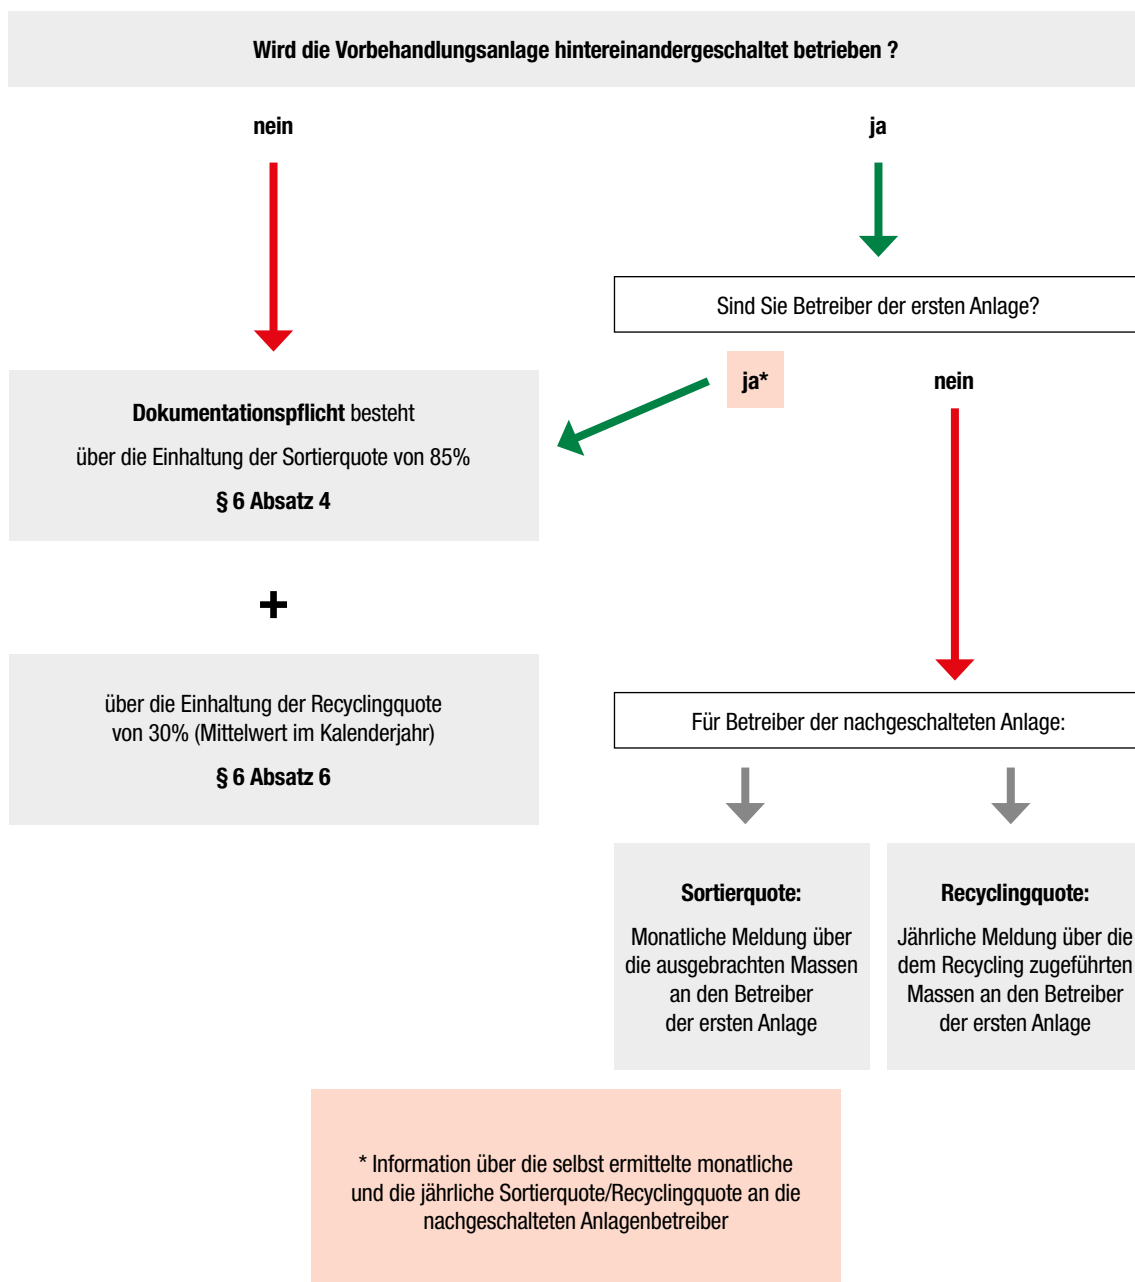 Wird die Vorbehandlungsanlage hintereinandergeschaltet betrieben ?
nein
ja
Sind Sie Betreiber der ersten Anlage?
ja*
nein
Dokumentationspflicht besteht
über die Einhaltung der Sortierquote von 85%
§ 6 Absatz 4
+
über die Einhaltung der Recyclingquote
von 30% (Mittelwert im Kalenderjahr)
§ 6 Absatz 6
Für Betreiber der nachgeschalteten Anlage:
Sortierquote:
Monatliche Meldung über
die ausgebrachten Massen
an den Betreiber
der ersten Anlage
Recyclingquote:
Jährliche Meldung über die
dem Recycling zugeführten
Massen an den Betreiber
der ersten Anlage
* Information über die selbst ermittelte monatliche
und die jährliche Sortierquote/Recyclingquote an die
nachgeschalteten Anlagenbetreiber